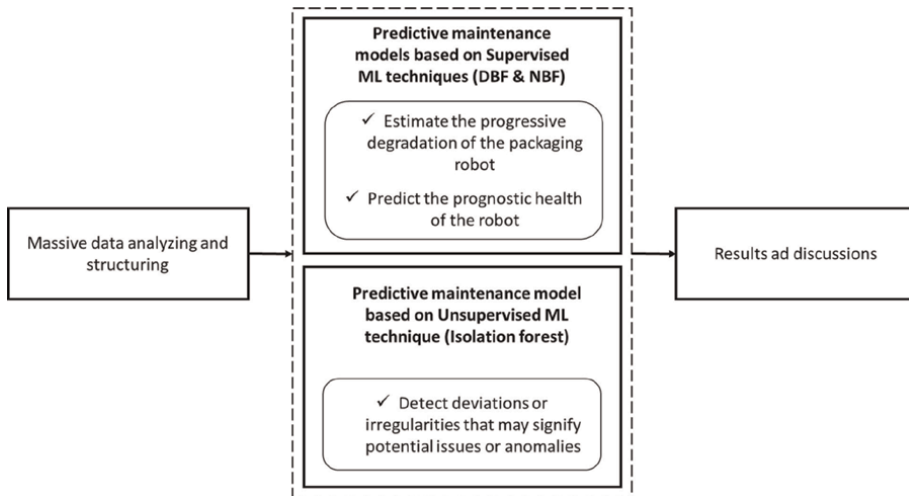 Predictive maintenance
models based on Supervised
ML techniques (DBF & NBF)
✓ Estimate the progressive
degradation of the packaging
robot
✓ Predict the prognostic health
of the robot
Massive data analyzing and
structuring
Results ad discussions
Predictive maintenance model
based on Unsupervised ML
technique (Isolation forest)
✓ Detect deviations or
irregularities that may signify
potential issues or anomalies